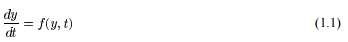 dy/dt = f(y, t) (1.1)